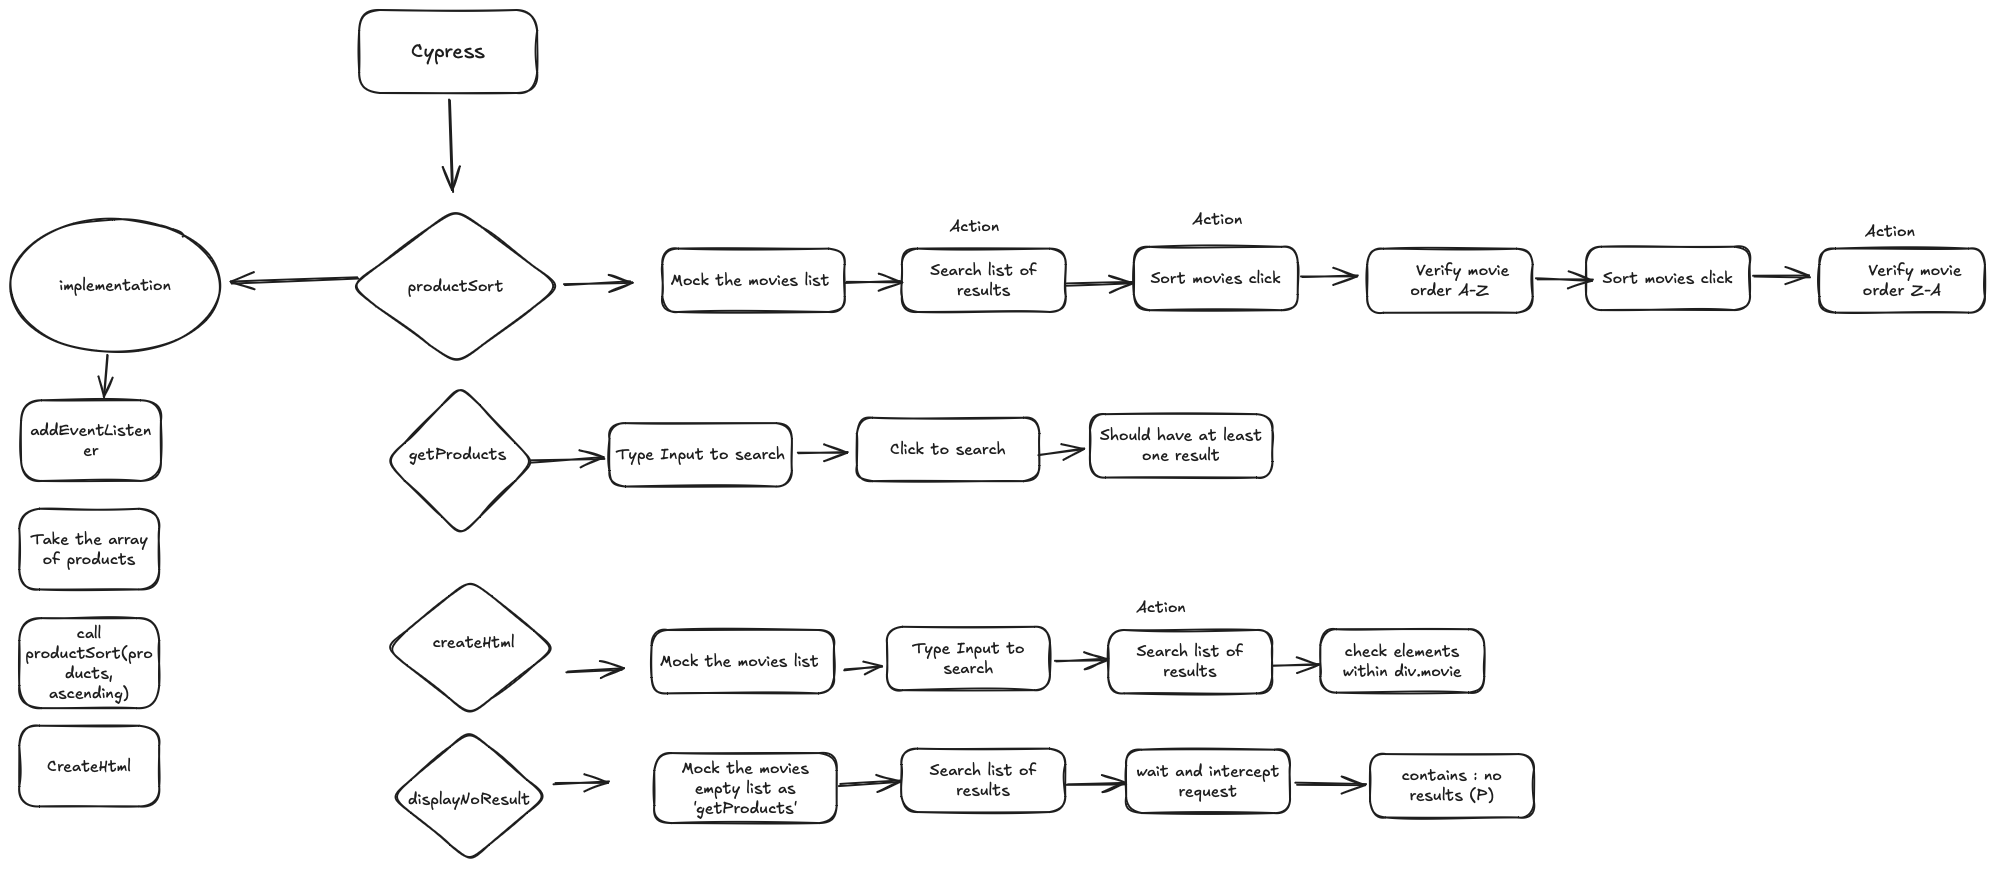 Cypress
implementation
productSort
Mock the movies list
Action
Search list of
results
Action
Sort movies click
Verify movie
order A-Z
Sort movies click
Action
Verify movie
order Z-A
addEventListen
er
Take the array
of products
call
productSort(pro
ducts,
ascending)
CreateHtml
getProducts
Type Input to search
Click to search
Should have at least
one result
createHtml
Mock the movies list
Type Input to
search
Action
Search list of
results
check elements
within div.movie
displayNoResult
Mock the movies
empty list as
'getProducts'
Search list of
results
wait and intercept
request
contains : no
results (P)